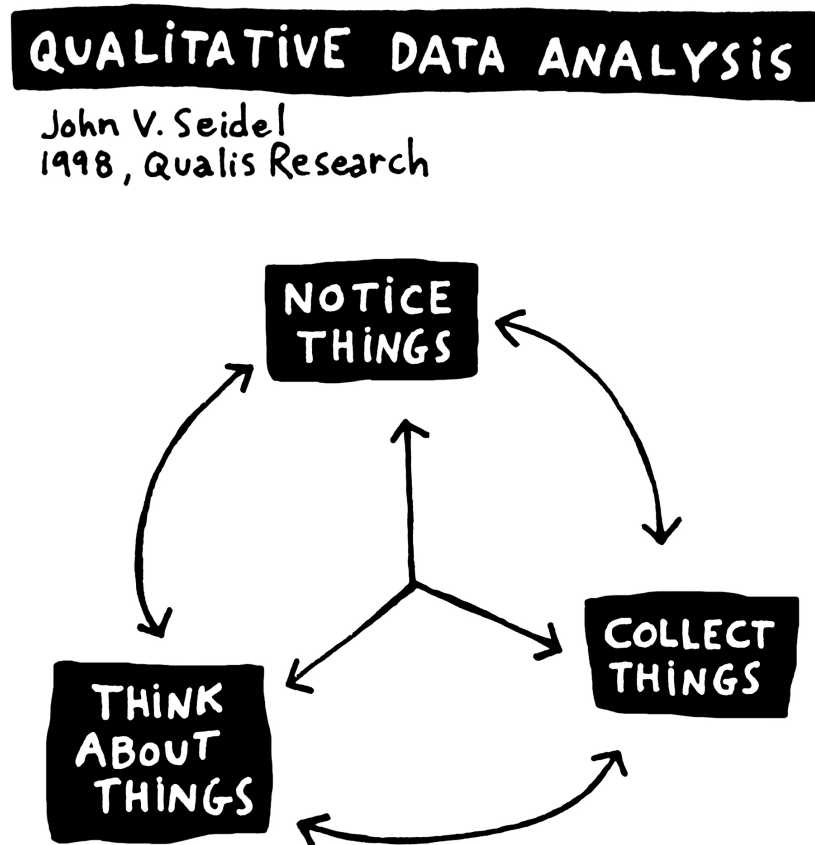 QUALiTATiVE DATA ANALYSiS
John V. Seidel
1998, Qualis Research
NOTiCE
THiNGS
COLLECT
THiNGS
THiNK
ABOUT
THiNGS